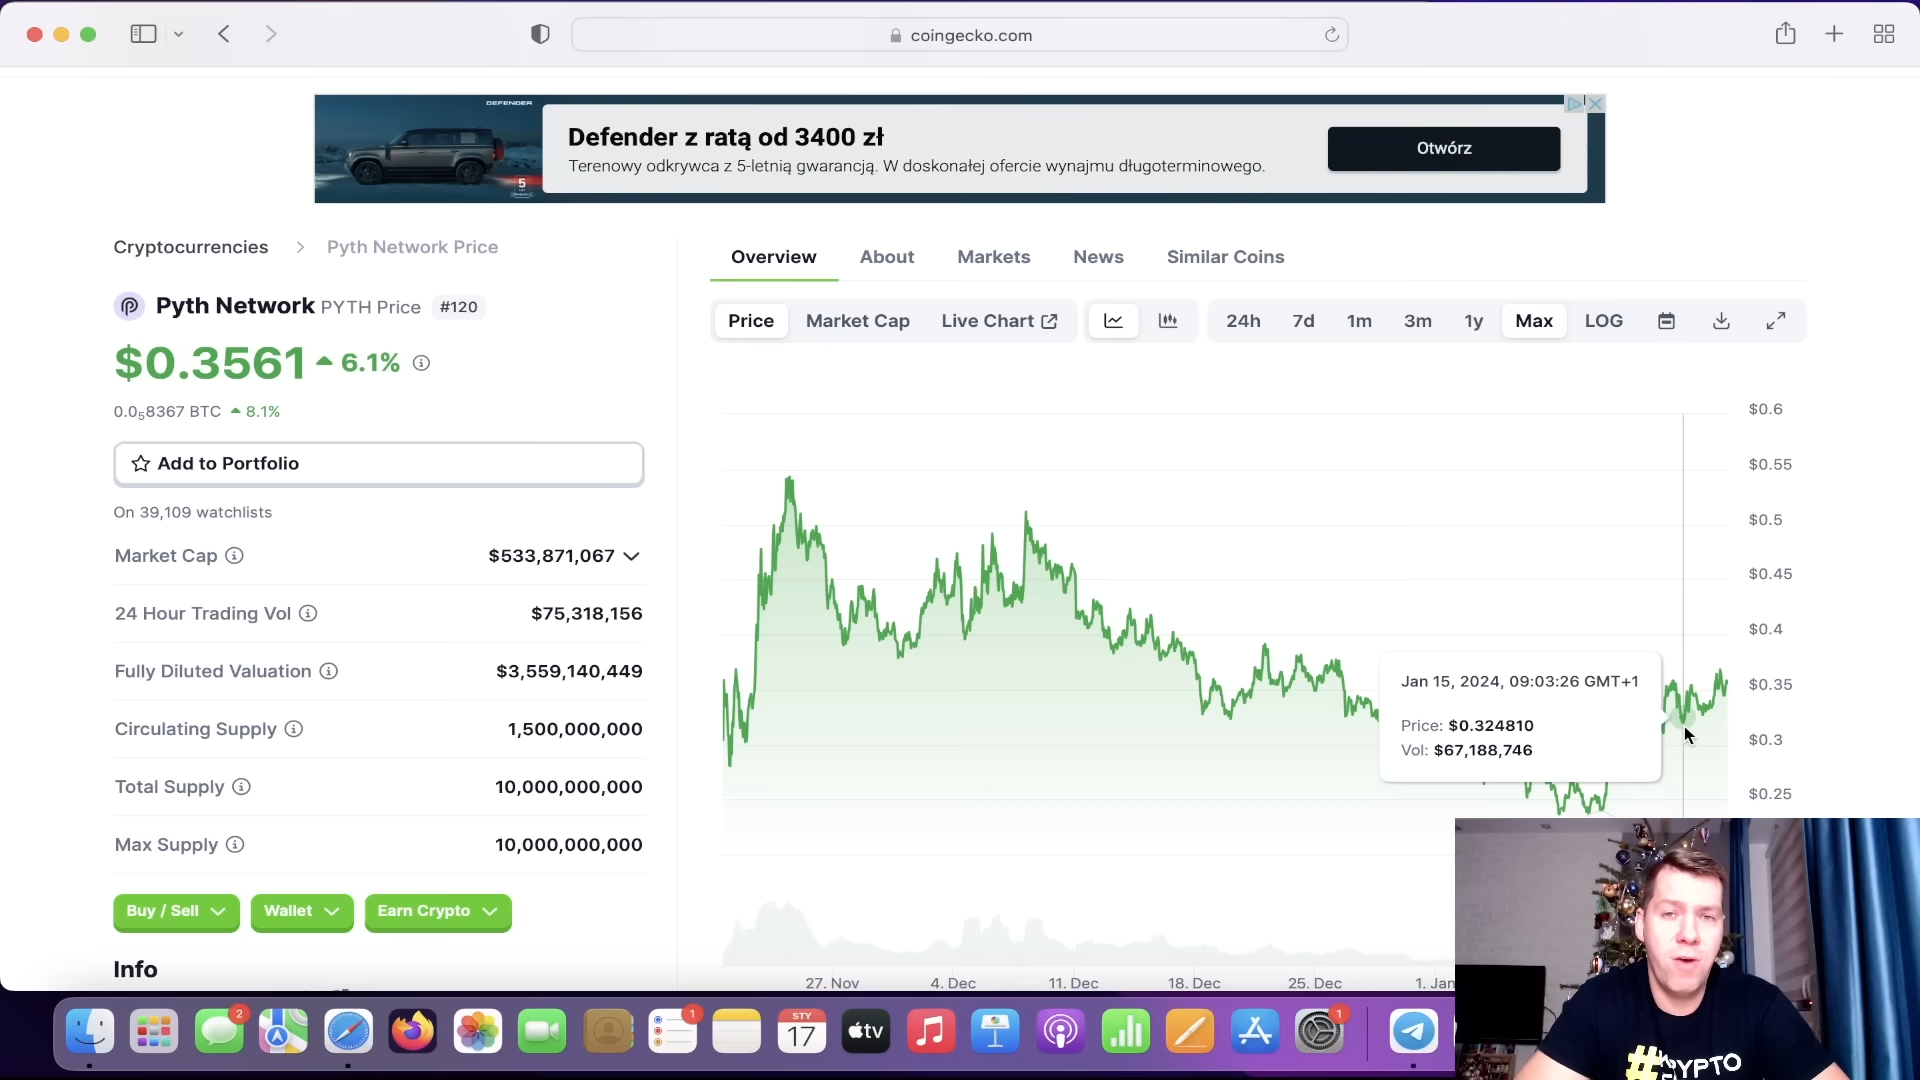 coingecko.com
DEFENDER
Defender z ratą od 3400 zł
Terenowy odkrywca z 5-letnią gwarancją. W doskonałej ofercie wynajmu długoterminowego.
Otwórz
5
Cryptocurrencies
Pyth Network Price
Pyth Network PYTH Price #120
$0.3561 6.1%
0.0₅8367 BTC 8.1%
Add to Portfolio
On 39,109 watchlists
Market Cap $533,871,067
24 Hour Trading Vol $75,318,156
Fully Diluted Valuation $3,559,140,449
Circulating Supply 1,500,000,000
Total Supply 10,000,000,000
Max Supply 10,000,000,000
Buy / Sell Wallet Earn Crypto
Info
Overview About Markets News Similar Coins
Price Market Cap Live Chart 24h 7d 1m 3m 1y Max LOG
$0.6
$0.55
$0.5
$0.45
$0.4
$0.35
$0.3
$0.25
Jan 15, 2024, 09:03:26 GMT+1
Price: $0.324810
Vol: $67,188,746
27. Nov 4. Dec 11. Dec 18. Dec 25. Dec 1. Jan
2
1
STY
17
tv
1